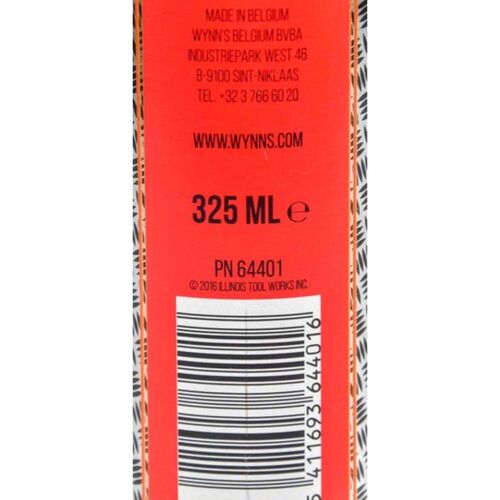 MADE IN BELGIUM
WYNN'S BELGIUM BVBA
INDUSTRIEPARK WEST 46
B-9100 SINT-NIKLAAS
TEL. +32 3 766 60 20
WWW.WYNNS.COM
325 ML ℮
PN 64401
© 2016 ILLINOIS TOOL WORKS INC.
5 411693 644016